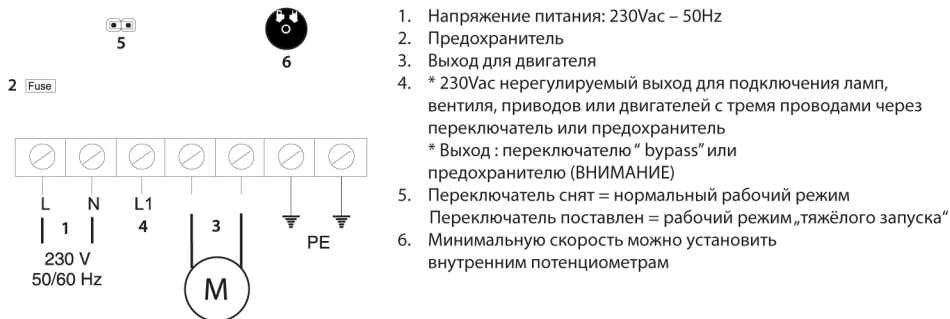 5
6
2 Fuse
L N L1
1 4 3
PE
230 V
50/60 Hz
M
1. Напряжение питания: 230Vac – 50Hz
2. Предохранитель
3. Выход для двигателя
4. * 230Vac нерегулируемый выход для подключения ламп,
вентиля, приводов или двигателей с тремя проводами через
переключатель или предохранитель
* Выход : переключателю “ bypass” или
предохранителю (ВНИМАНИЕ)
5. Переключатель снят = нормальный рабочий режим
Переключатель поставлен = рабочий режим „тяжёлого запуска“
6. Минимальную скорость можно установить
внутренним потенциометрам